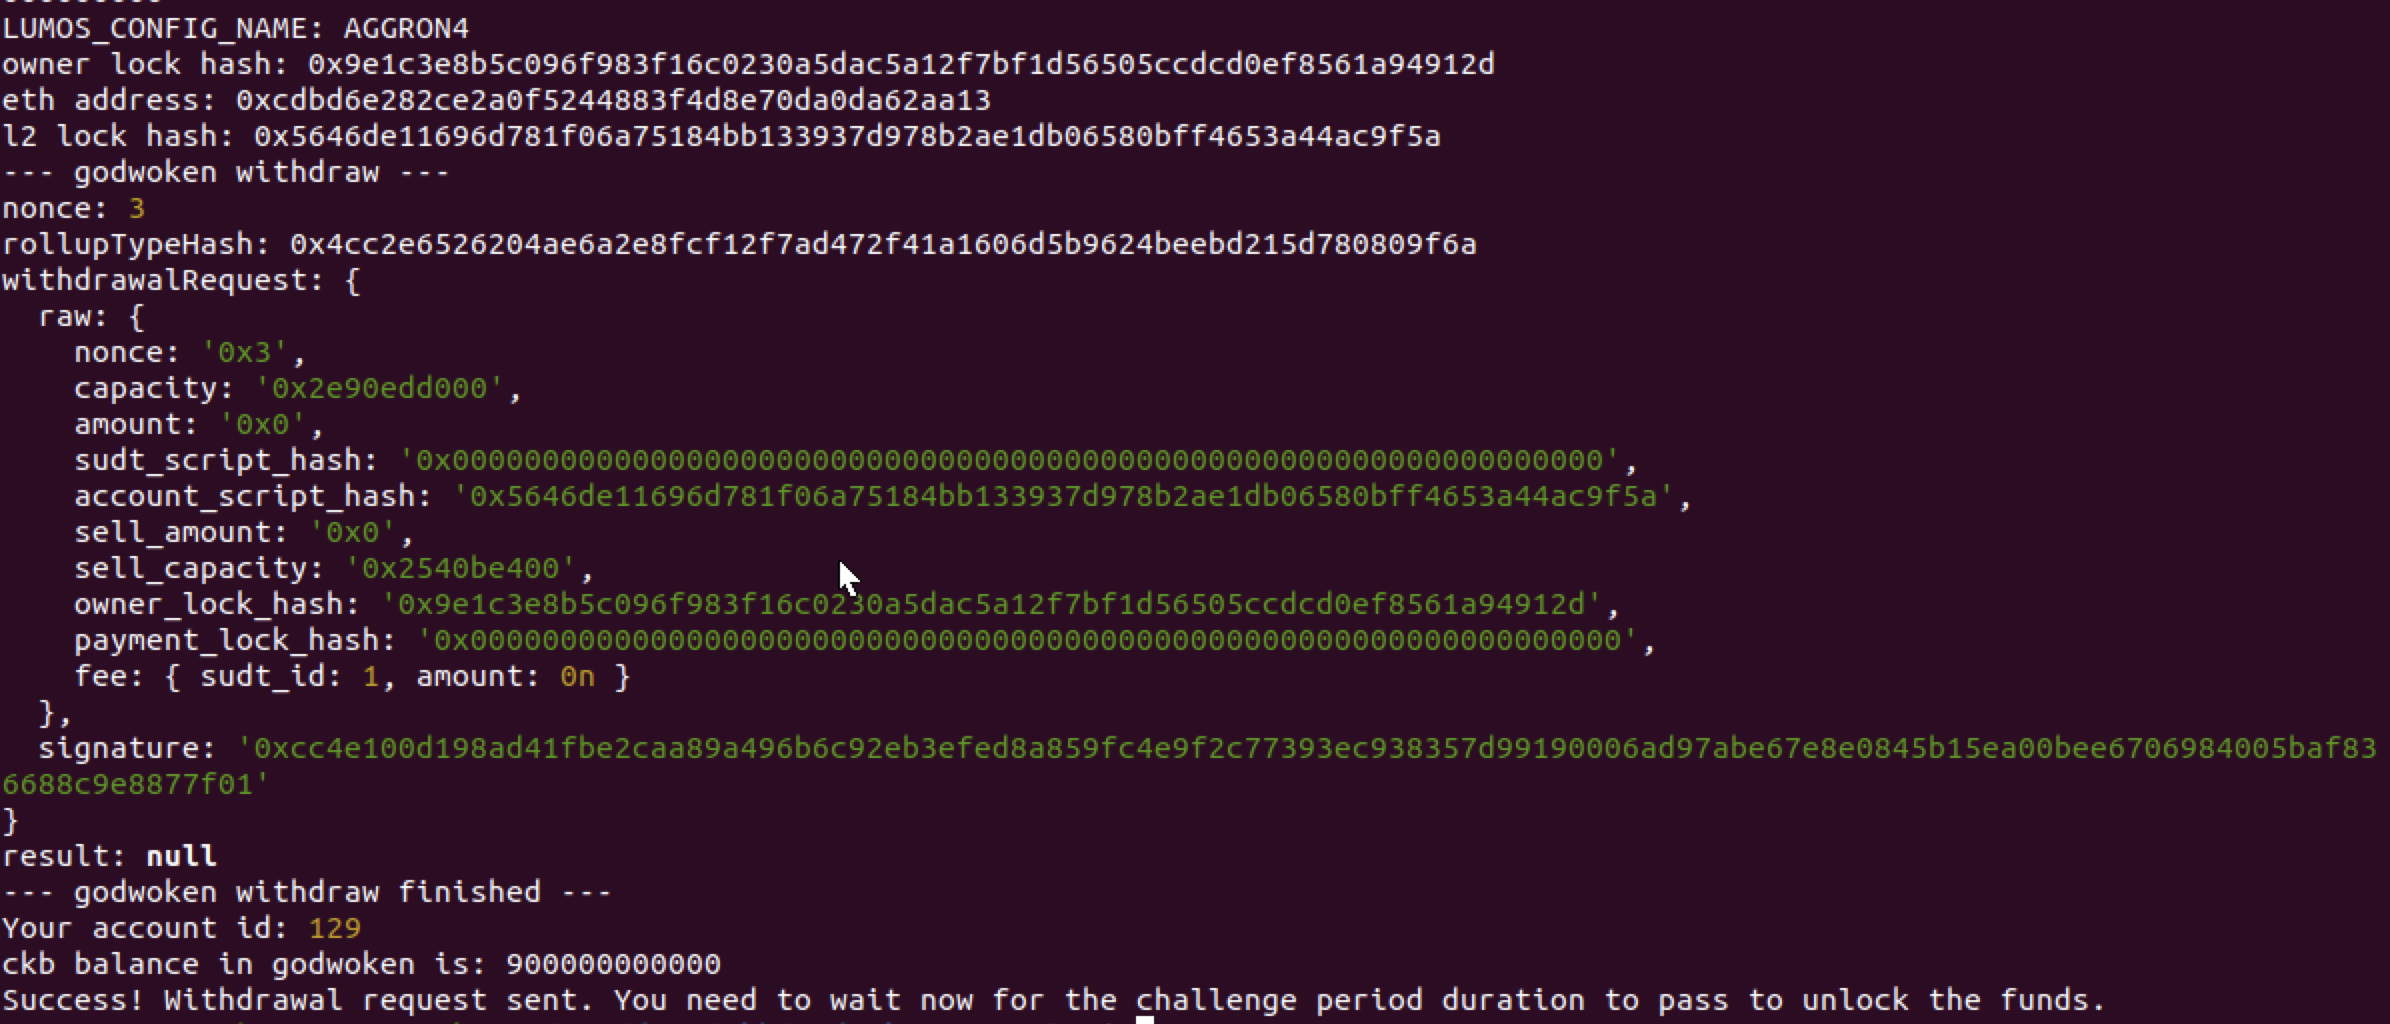 LUMOS_CONFIG_NAME: AGGRON4
owner lock hash: 0x9e1c3e8b5c096f983f16c0230a5dac5a12f7bf1d56505ccdcd0ef8561a94912d
eth address: 0xcdbd6e282ce2a0f5244883f4d8e70da0da62aa13
l2 lock hash: 0x5646de11696d781f06a75184bb133937d978b2ae1db06580bff4653a44ac9f5a
--- godwoken withdraw ---
nonce: 3
rollupTypeHash: 0x4cc2e6526204ae6a2e8fcf12f7ad472f41a1606d5b9624beebd215d780809f6a
withdrawalRequest: {
  raw: {
    nonce: '0x3',
    capacity: '0x2e90edd000',
    amount: '0x0',
    sudt_script_hash: '0x0000000000000000000000000000000000000000000000000000000000000000',
    account_script_hash: '0x5646de11696d781f06a75184bb133937d978b2ae1db06580bff4653a44ac9f5a',
    sell_amount: '0x0',
    sell_capacity: '0x2540be400',
    owner_lock_hash: '0x9e1c3e8b5c096f983f16c0230a5dac5a12f7bf1d56505ccdcd0ef8561a94912d',
    payment_lock_hash: '0x0000000000000000000000000000000000000000000000000000000000000000',
    fee: { sudt_id: 1, amount: 0n }
  },
  signature: '0xcc4e100d198ad41fbe2caa89a496b6c92eb3efed8a859fc4e9f2c77393ec938357d99190006ad97abe67e8e0845b15ea00bee6706984005baf83
6688c9e8877f01'
}
result: null
--- godwoken withdraw finished ---
Your account id: 129
ckb balance in godwoken is: 900000000000
Success! Withdrawal request sent. You need to wait now for the challenge period duration to pass to unlock the funds.